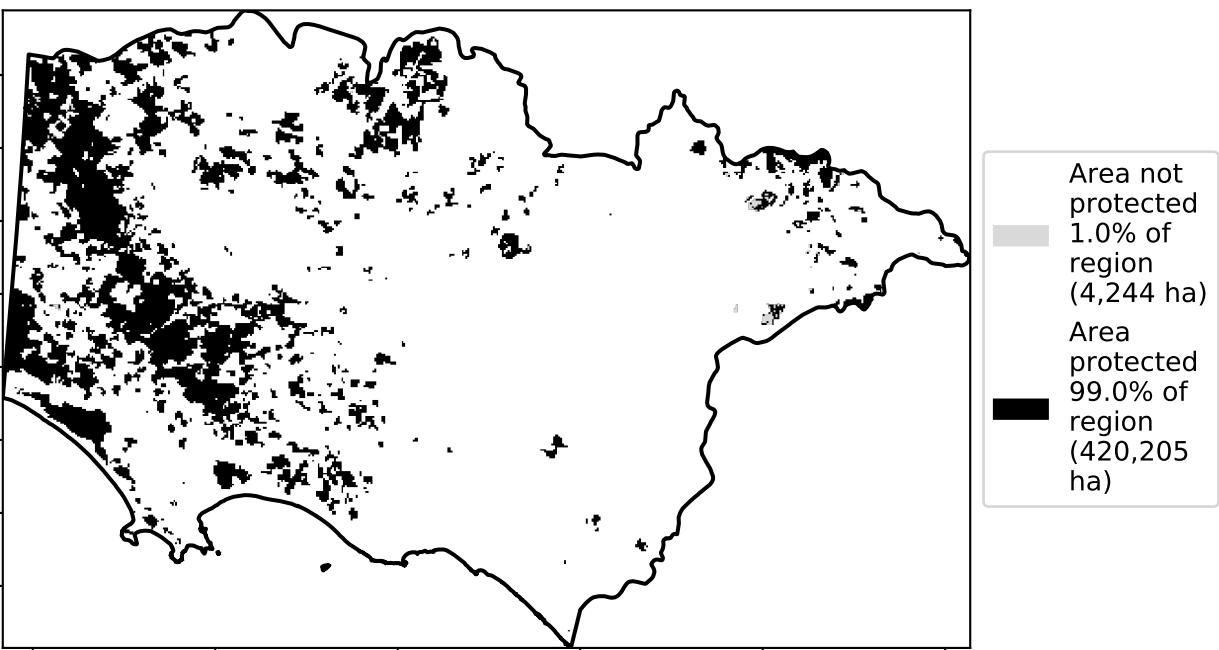 Area not
protected
1.0% of
region
(4,244 ha)
Area
protected
99.0% of
region
(420,205
ha)